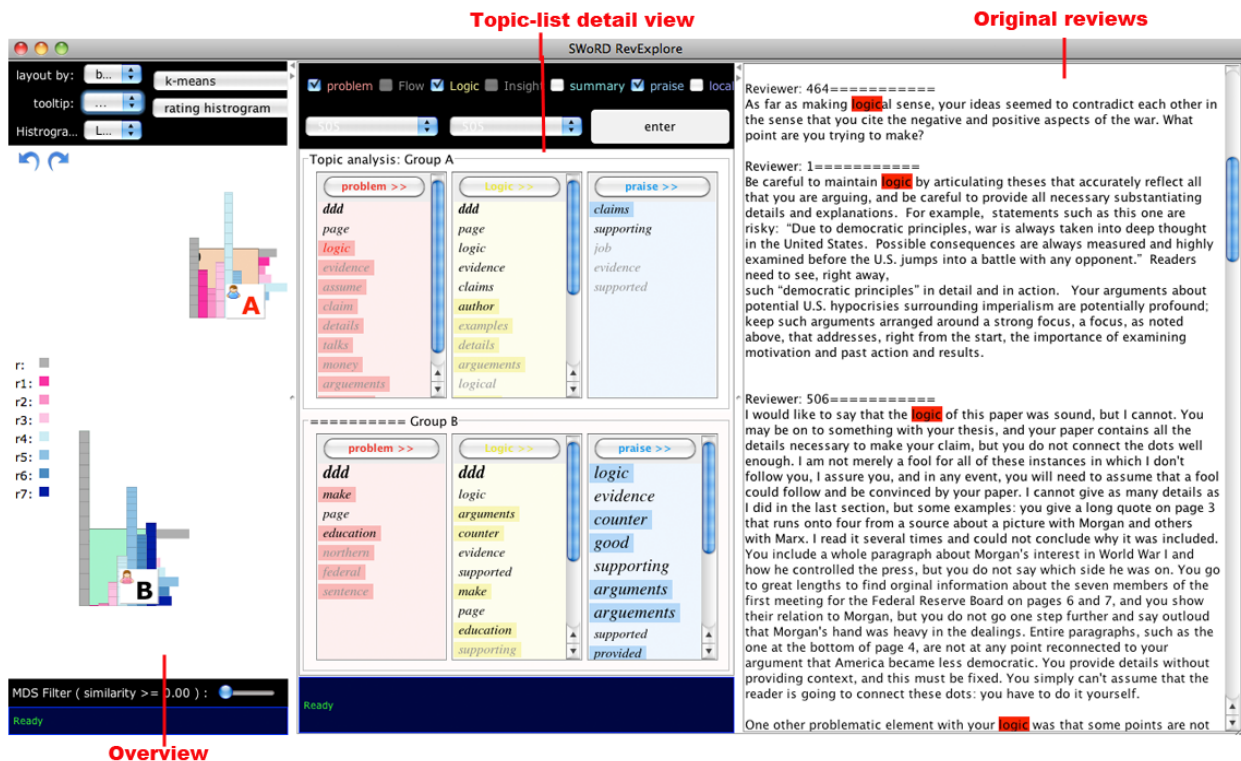 Topic-list detail view
Original reviews
SWoRD RevExplore
layout by:
b...
k-means
tooltip:
...
rating histrogram
Histrogra...
L...
problem
Flow
Logic
Insigh
summary
praise
local
sos
sos
enter
Topic analysis: Group A
problem >>
ddd
page
logic
evidence
assume
claim
details
talks
money
arguements
Logic >>
ddd
page
logic
evidence
claims
author
examples
details
arguements
logical
praise >>
claims
supporting
job
evidence
supported
A
r:
r1:
r2:
r3:
r4:
r5:
r6:
r7:
B
========== Group B
problem >>
ddd
make
page
education
northern
federal
sentence
Logic >>
ddd
logic
arguments
counter
evidence
supported
make
page
education
supporting
praise >>
logic
evidence
counter
good
supporting
arguments
arguements
supported
provided
MDS Filter ( similarity >= 0.00 ) :
Ready
Ready
Overview
Reviewer: 464===========
As far as making logical sense, your ideas seemed to contradict each other in
the sense that you cite the negative and positive aspects of the war. What
point are you trying to make?
Reviewer: 1===========
Be careful to maintain logic by articulating theses that accurately reflect all
that you are arguing, and be careful to provide all necessary substantiating
details and explanations. For example, statements such as this one are
risky: “Due to democratic principles, war is always taken into deep thought
in the United States. Possible consequences are always measured and highly
examined before the U.S. jumps into a battle with any opponent.” Readers
need to see, right away,
such “democratic principles” in detail and in action. Your arguments about
potential U.S. hypocrisies surrounding imperialism are potentially profound;
keep such arguments arranged around a strong focus, a focus, as noted
above, that addresses, right from the start, the importance of examining
motivation and past action and results.
Reviewer: 506===========
I would like to say that the logic of this paper was sound, but I cannot. You
may be on to something with your thesis, and your paper contains all the
details necessary to make your claim, but you do not connect the dots well
enough. I am not merely a fool for all of these instances in which I don't
follow you, I assure you, and in any event, you will need to assume that a fool
could follow and be convinced by your paper. I cannot give as many details as
I did in the last section, but some examples: you give a long quote on page 3
that runs onto four from a source about a picture with Morgan and others
with Marx. I read it several times and could not conclude why it was included.
You include a whole paragraph about Morgan's interest in World War I and
how he controlled the press, but you do not say which side he was on. You go
to great lengths to find orginal information about the seven members of the
first meeting for the Federal Reserve Board on pages 6 and 7, and you show
their relation to Morgan, but you do not go one step further and say outloud
that Morgan's hand was heavy in the dealings. Entire paragraphs, such as the
one at the bottom of page 4, are not at any point reconnected to your
argument that America became less democratic. You provide details without
providing context, and this must be fixed. You simply can't assume that the
reader is going to connect these dots: you have to do it yourself.
One other problematic element with your logic was that some points are not